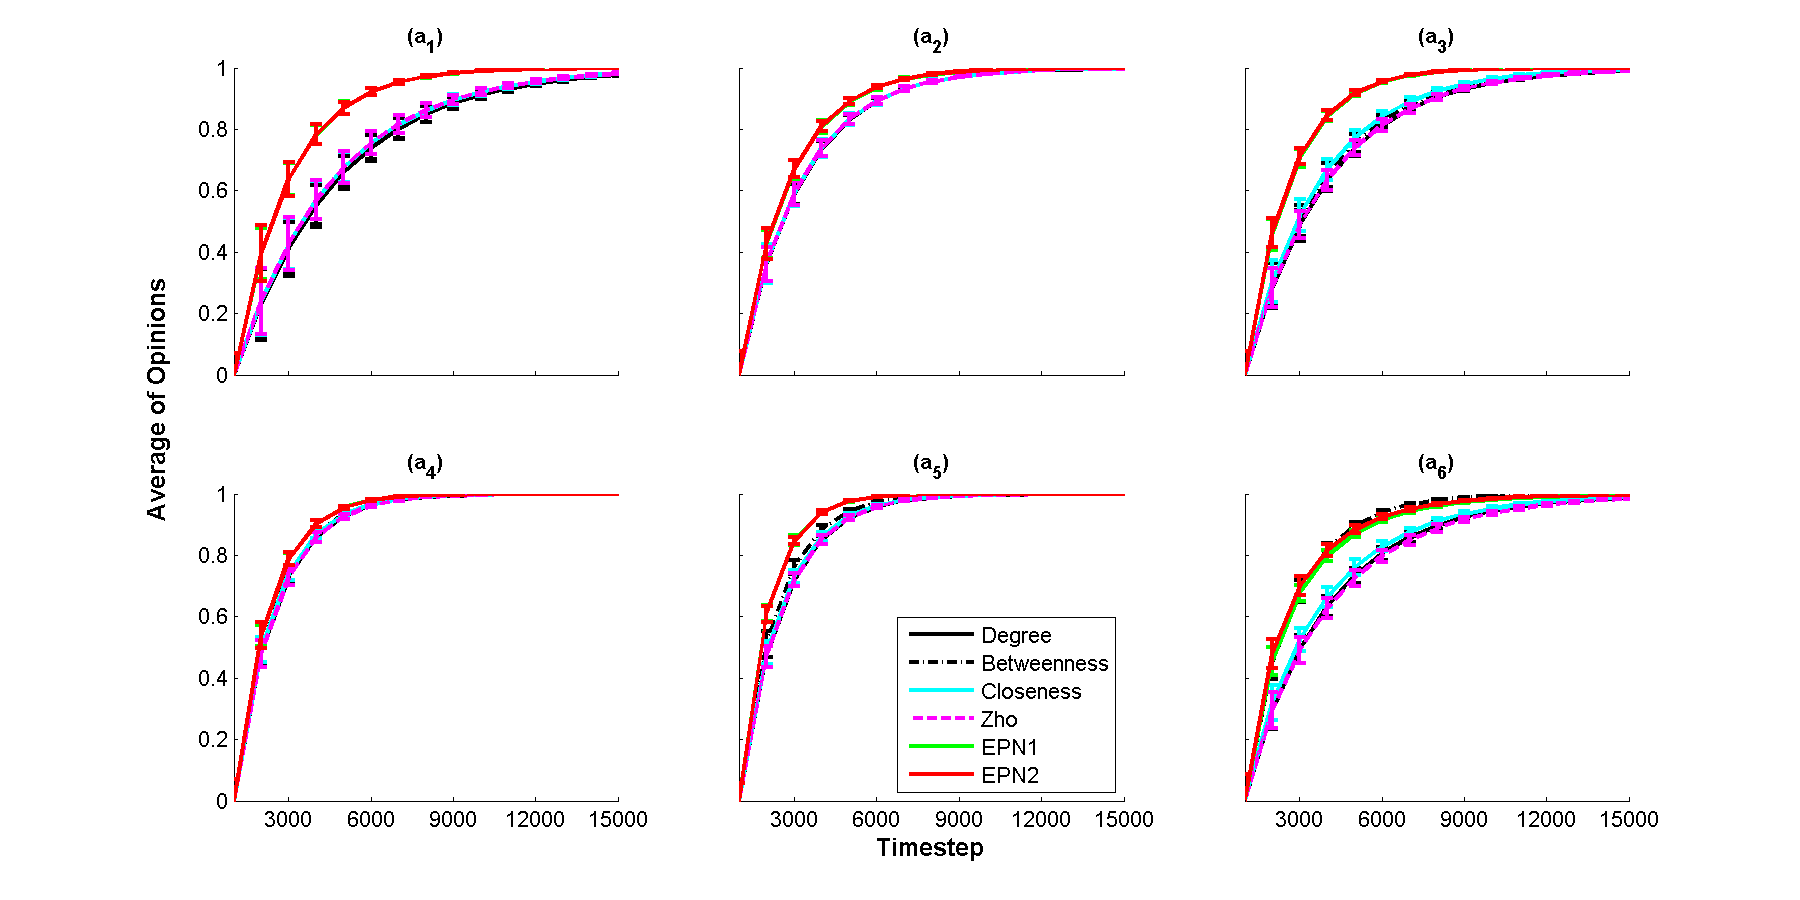 (a1) (a2) (a3)
1
0.8
0.6
0.4
0.2
0
Average of Opinions
(a4) (a5) (a6)
1
0.8
0.6
0.4
0.2
0
Degree
Betweenness
Closeness
Zho
EPN1
EPN2
3000 6000 9000 12000 15000 3000 6000 9000 12000 15000 3000 6000 9000 12000 15000
Timestep